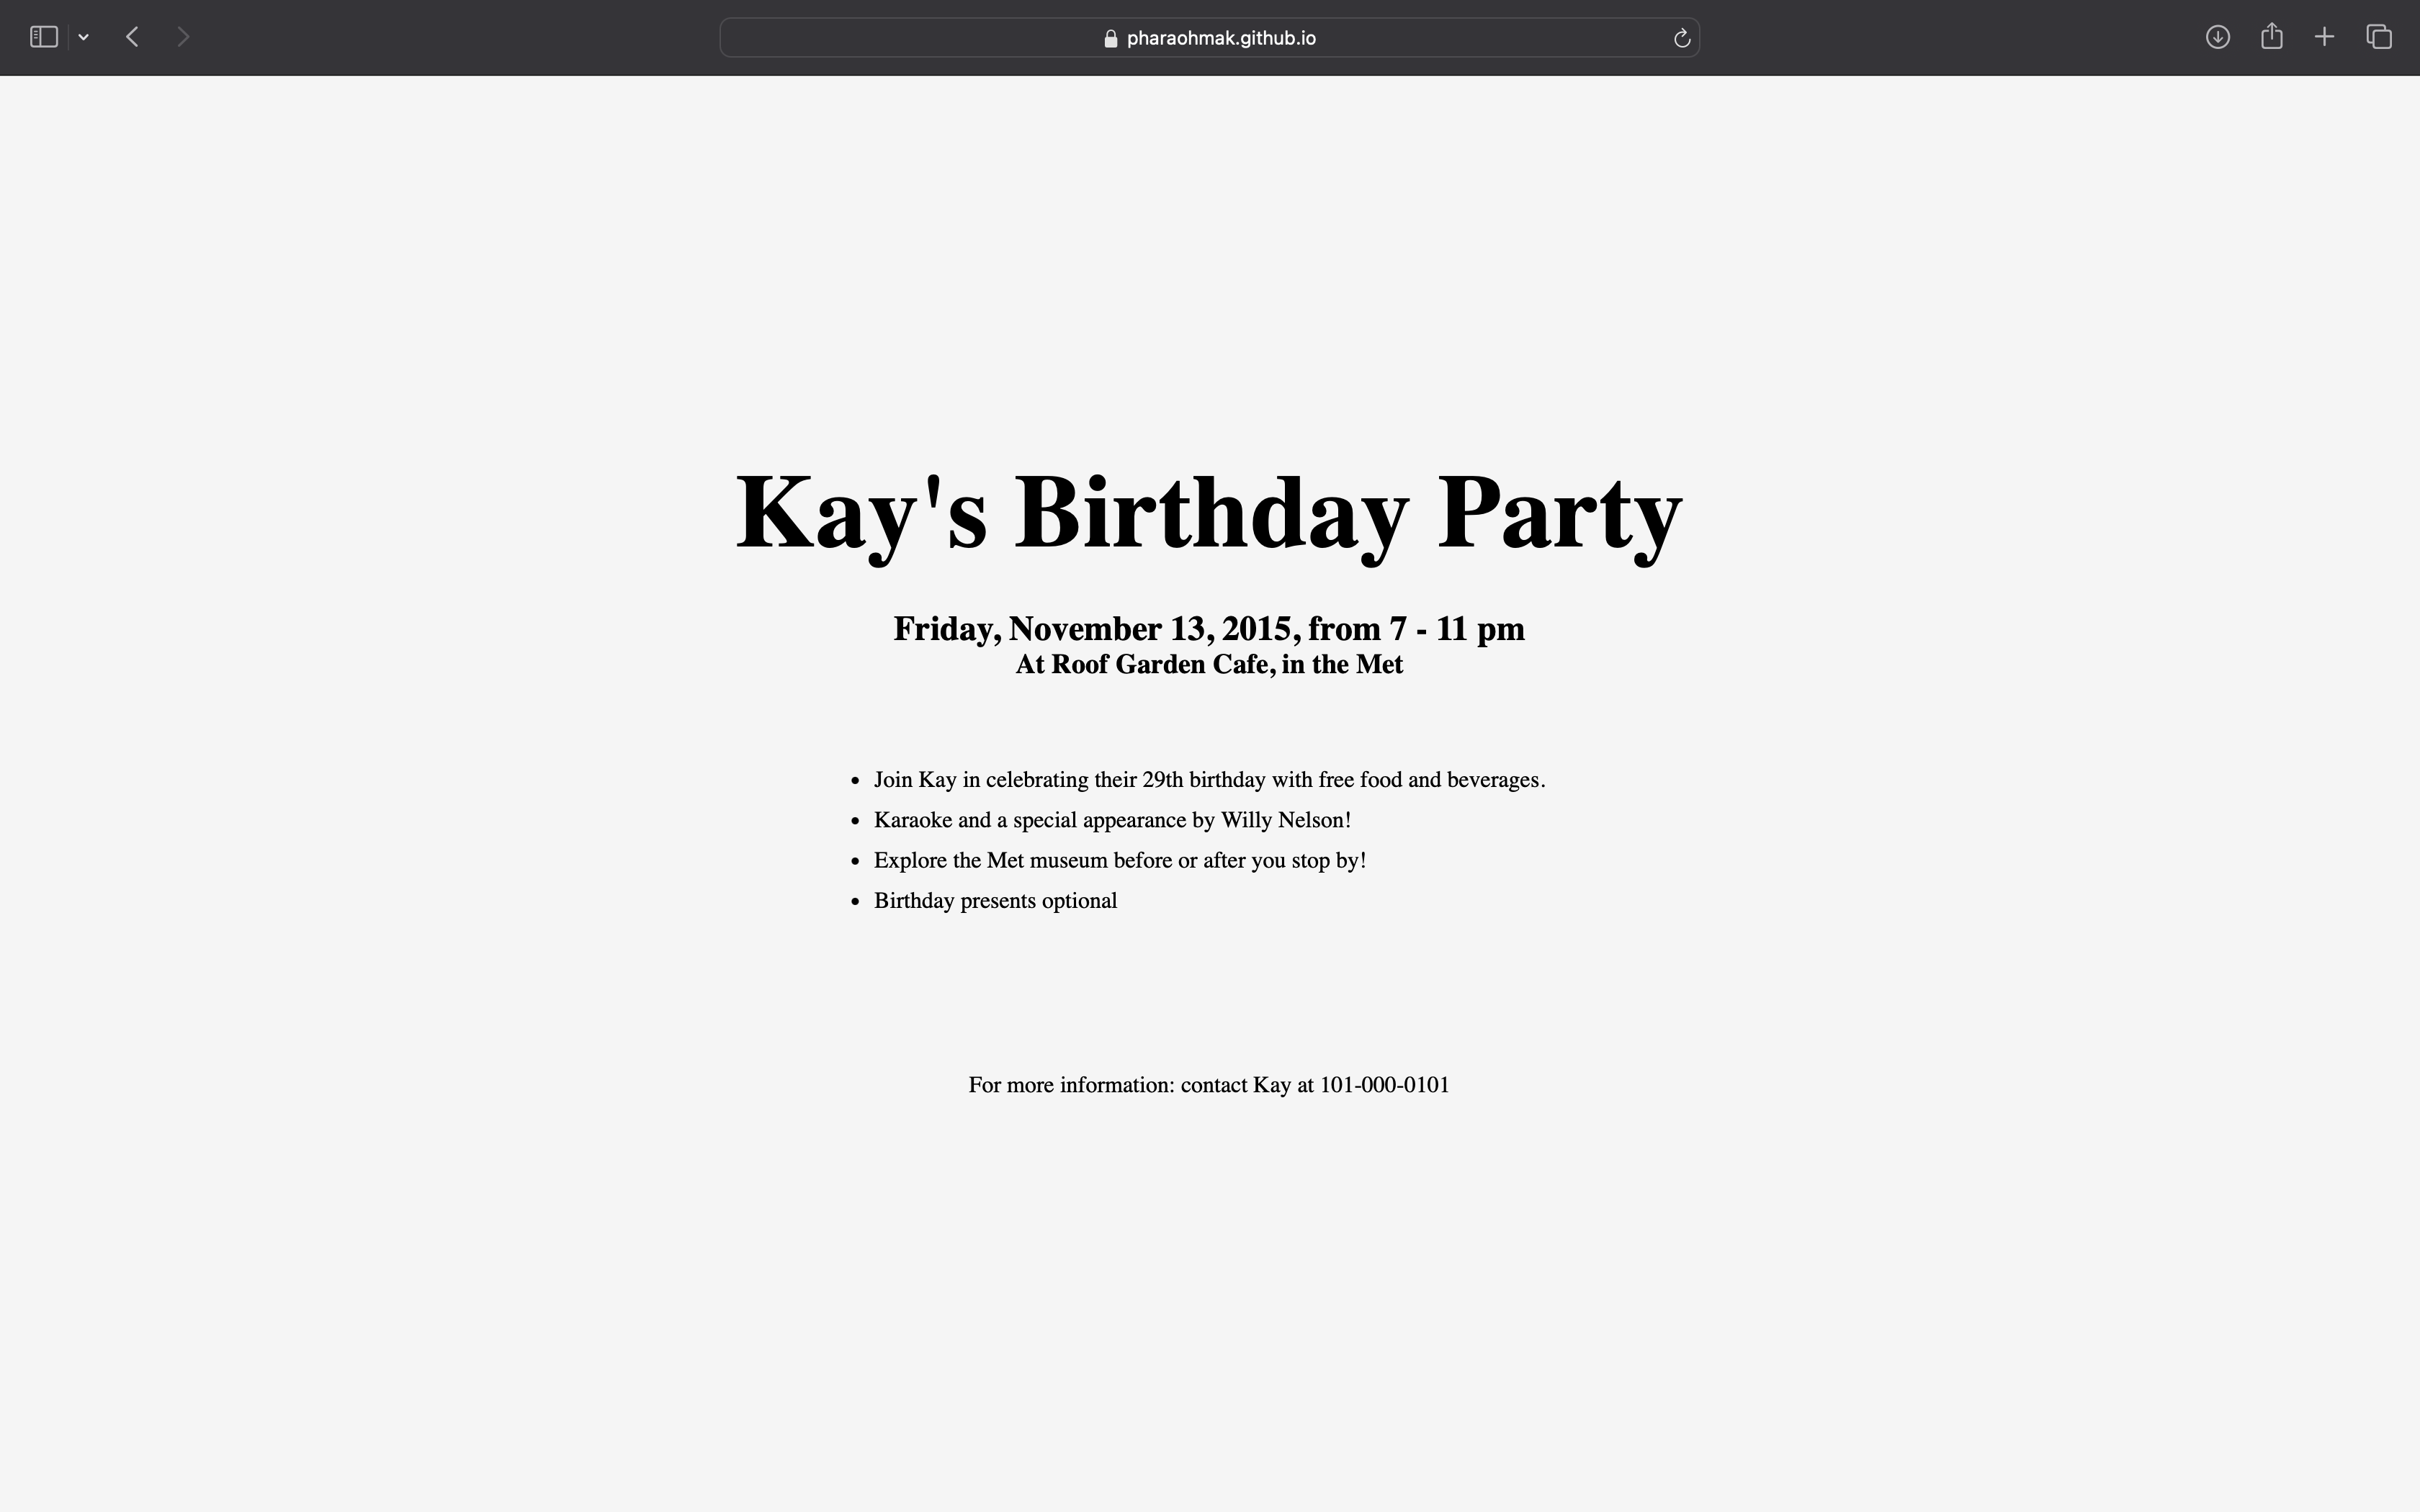 pharaohmak.github.io
Kay's Birthday Party
Friday, November 13, 2015, from 7 - 11 pm
At Roof Garden Cafe, in the Met
• Join Kay in celebrating their 29th birthday with free food and beverages.
• Karaoke and a special appearance by Willy Nelson!
• Explore the Met museum before or after you stop by!
• Birthday presents optional
For more information: contact Kay at 101-000-0101